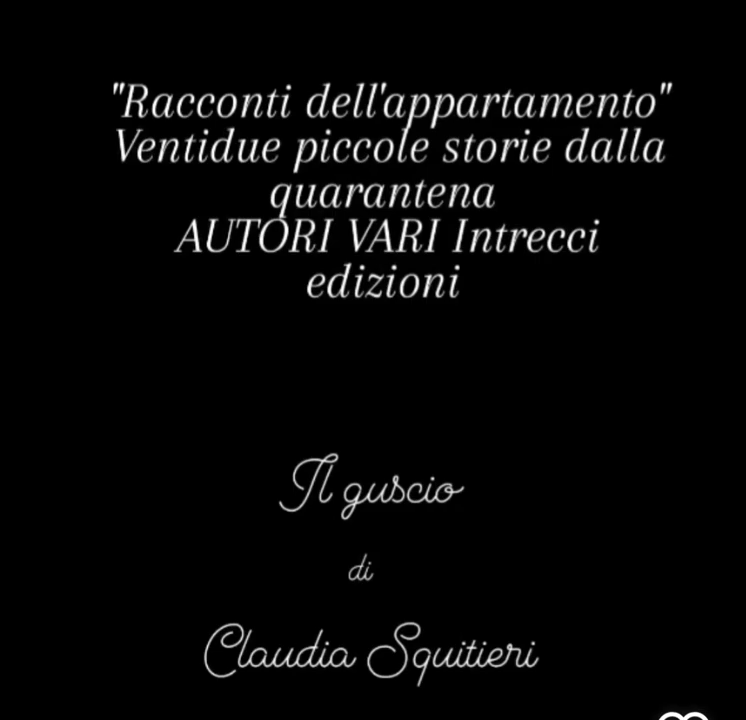 "Racconti dell'appartamento"
Ventidue piccole storie dalla
quarantena
AUTORI VARI Intrecci
edizioni
Il guscio
di
Claudia Squitieri